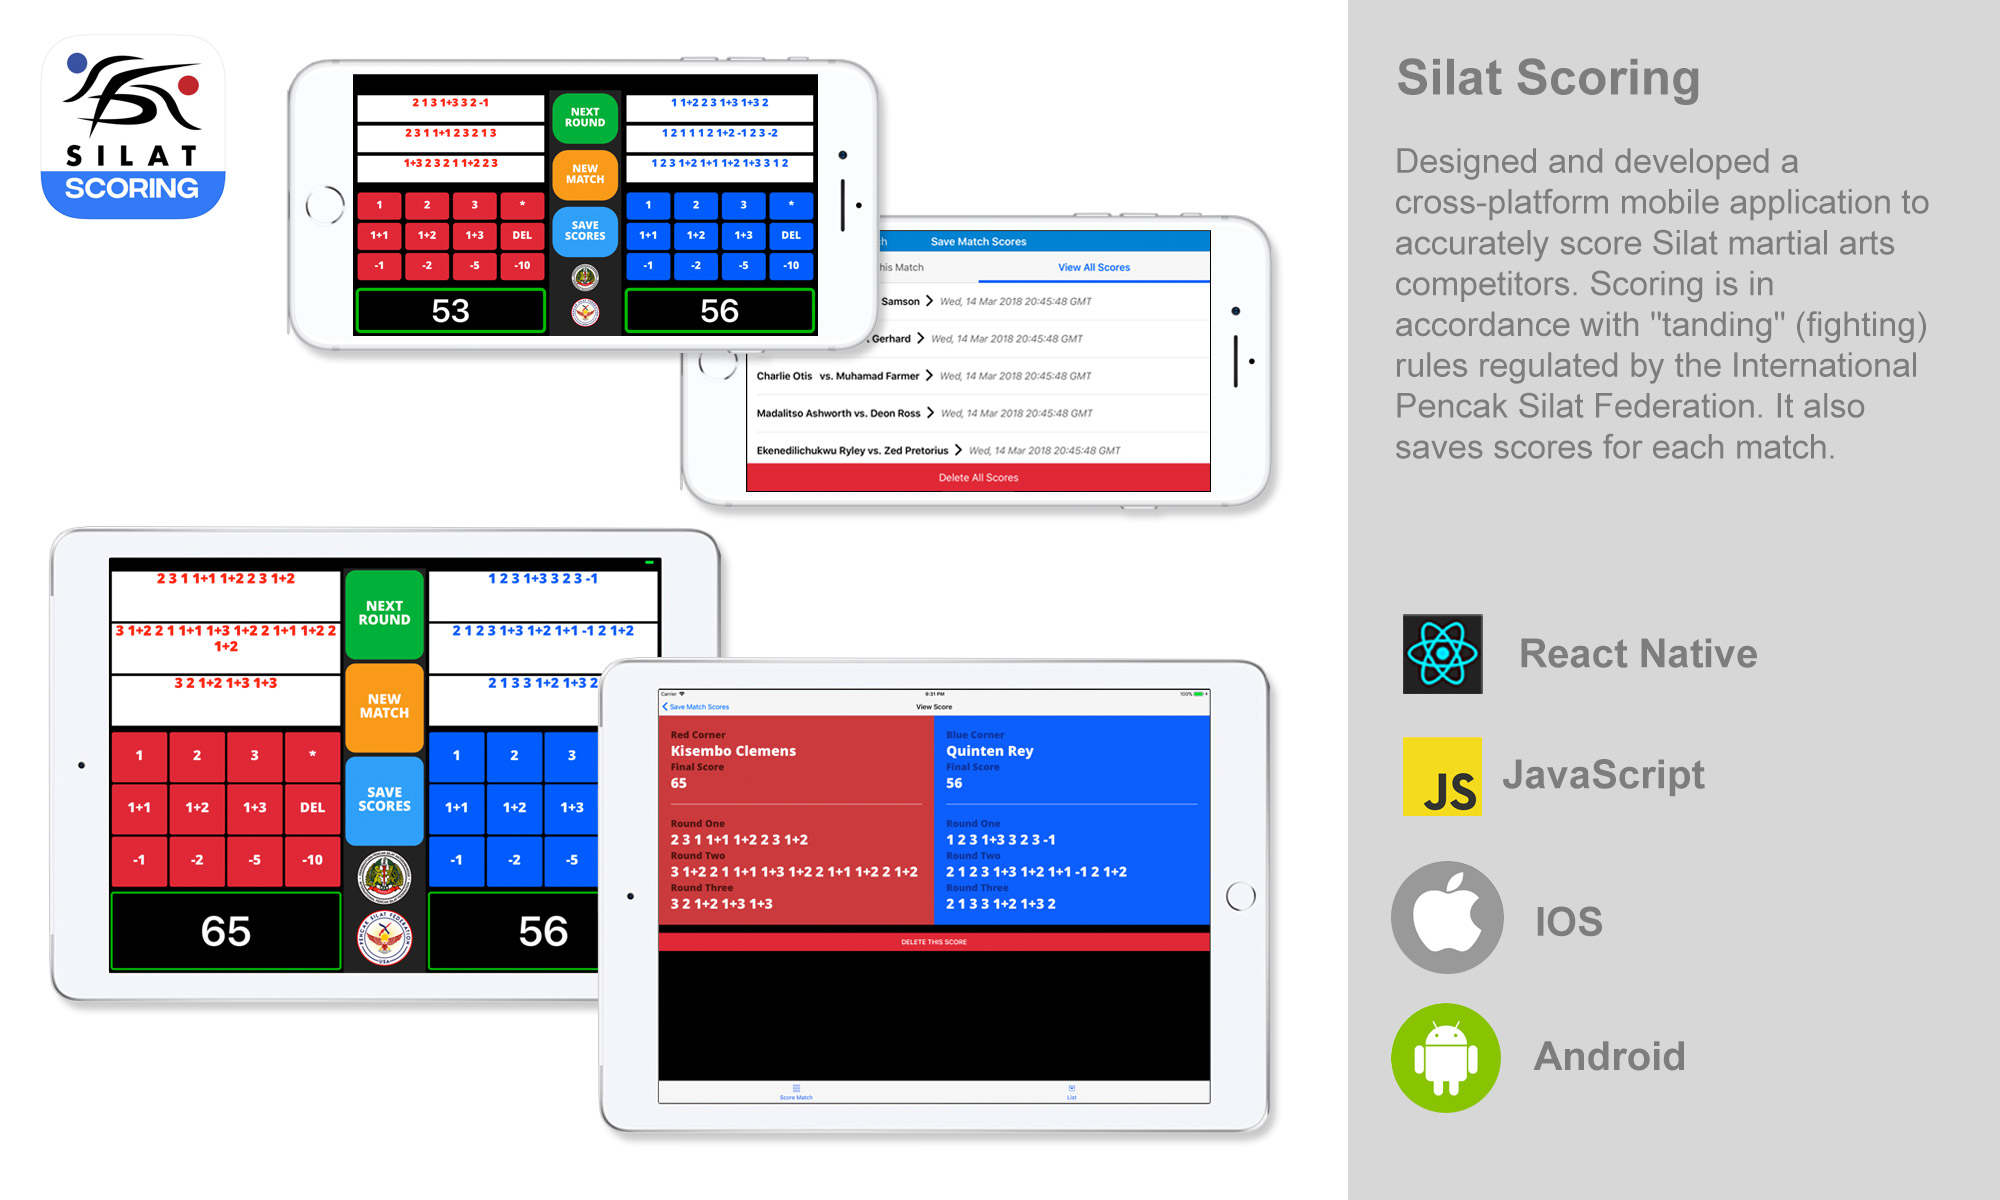 SILAT
SCORING
2 1 3 1+3 3 2 -1
2 3 1 1+1 2 3 2 1 3
1+3 2 3 2 1 1+2 2 3
NEXT
ROUND
NEW
MATCH
SAVE
SCORES
1 1+2 2 3 1+3 1+3 2
1 2 1 1 1 2 1+2 -1 2 3 -2
1 2 3 1+2 1+1 1+2 1+3 3 1 2
1 2 3 *
1+1 1+2 1+3 DEL
-1 -2 -5 -10
53
1 2 3 *
1+1 1+2 1+3 DEL
-1 -2 -5 -10
56
Save Match Scores
his Match
View All Scores
Samson > Wed, 14 Mar 2018 20:45:48 GMT
Gerhard > Wed, 14 Mar 2018 20:45:48 GMT
Charlie Otis vs. Muhamad Farmer > Wed, 14 Mar 2018 20:45:48 GMT
Madalitso Ashworth vs. Deon Ross > Wed, 14 Mar 2018 20:45:48 GMT
Ekenedilichukwu Ryley vs. Zed Pretorius > Wed, 14 Mar 2018 20:45:48 GMT
Delete All Scores
2 3 1 1+1 1+2 2 3 1+2
3 1+2 2 1 1+1 1+3 1+2 2 1+1 1+2 2
1+2
3 2 1+2 1+3 1+3
NEXT
ROUND
NEW
MATCH
SAVE
SCORES
PENCAK SILAT FEDERATION
USA
1 2 3 1+3 3 2 3 -1
2 1 2 3 1+3 1+2 1+1 -1 2 1+2
2 1 3 3 1+2 1+3 2
1 2 3 *
1+1 1+2 1+3 DEL
-1 -2 -5 -10
65
1 2 3
1+1 1+2 1+3
-1 -2 -5
56
Carrier
9:31 PM
100%
Save Match Scores
View Score
Red Corner
Kisembo Clemens
Final Score
65
Round One
2 3 1 1+1 1+2 2 3 1+2
Round Two
3 1+2 2 1 1+1 1+3 1+2 2 1+1 1+2 2 1+2
Round Three
3 2 1+2 1+3 1+3
Blue Corner
Quinten Rey
Final Score
56
Round One
1 2 3 1+3 3 2 3 -1
Round Two
2 1 2 3 1+3 1+2 1+1 -1 2 1+2
Round Three
2 1 3 3 1+2 1+3 2
DELETE THIS SCORE
Score Match
List
Silat Scoring
Designed and developed a
cross-platform mobile application to
accurately score Silat martial arts
competitors. Scoring is in
accordance with "tanding" (fighting)
rules regulated by the International
Pencak Silat Federation. It also
saves scores for each match.
React Native
JS
JavaScript
IOS
Android